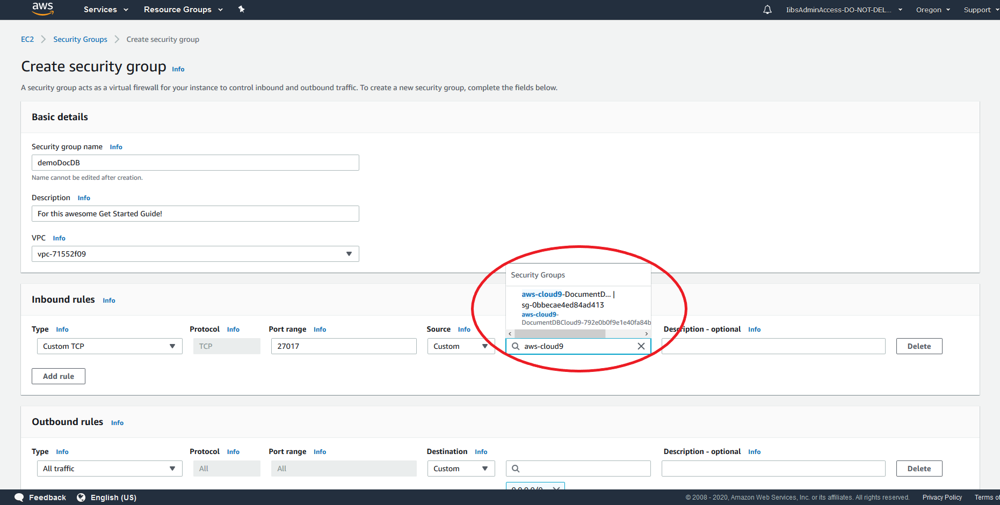 aws Services Resource Groups IibsAdminAccess-DO-NOT-DEL... Oregon Support
EC2 Security Groups Create security group
Create security group Info
A security group acts as a virtual firewall for your instance to control inbound and outbound traffic. To create a new security group, complete the fields below.
Basic details
Security group name Info
demoDocDB
Name cannot be edited after creation.
Description Info
For this awesome Get Started Guide!
VPC Info
vpc-71552f09
Security Groups
aws-cloud9-DocumentD... |
sg-0bbecae4ed84ad413
aws-cloud9-
DocumentDBCloud9-792e0b0f9e1e40fa84b
Inbound rules Info
Type Info Protocol Info Port range Info Source Info Description - optional Info
Custom TCP TCP 27017 Custom aws-cloud9 Delete
Add rule
Outbound rules Info
Type Info Protocol Info Port range Info Destination Info Description - optional Info
All traffic All All Custom Delete
0.0.0.0/0
Feedback English (US) © 2008 - 2020, Amazon Web Services, Inc. or its affiliates. All rights reserved. Privacy Policy Terms of